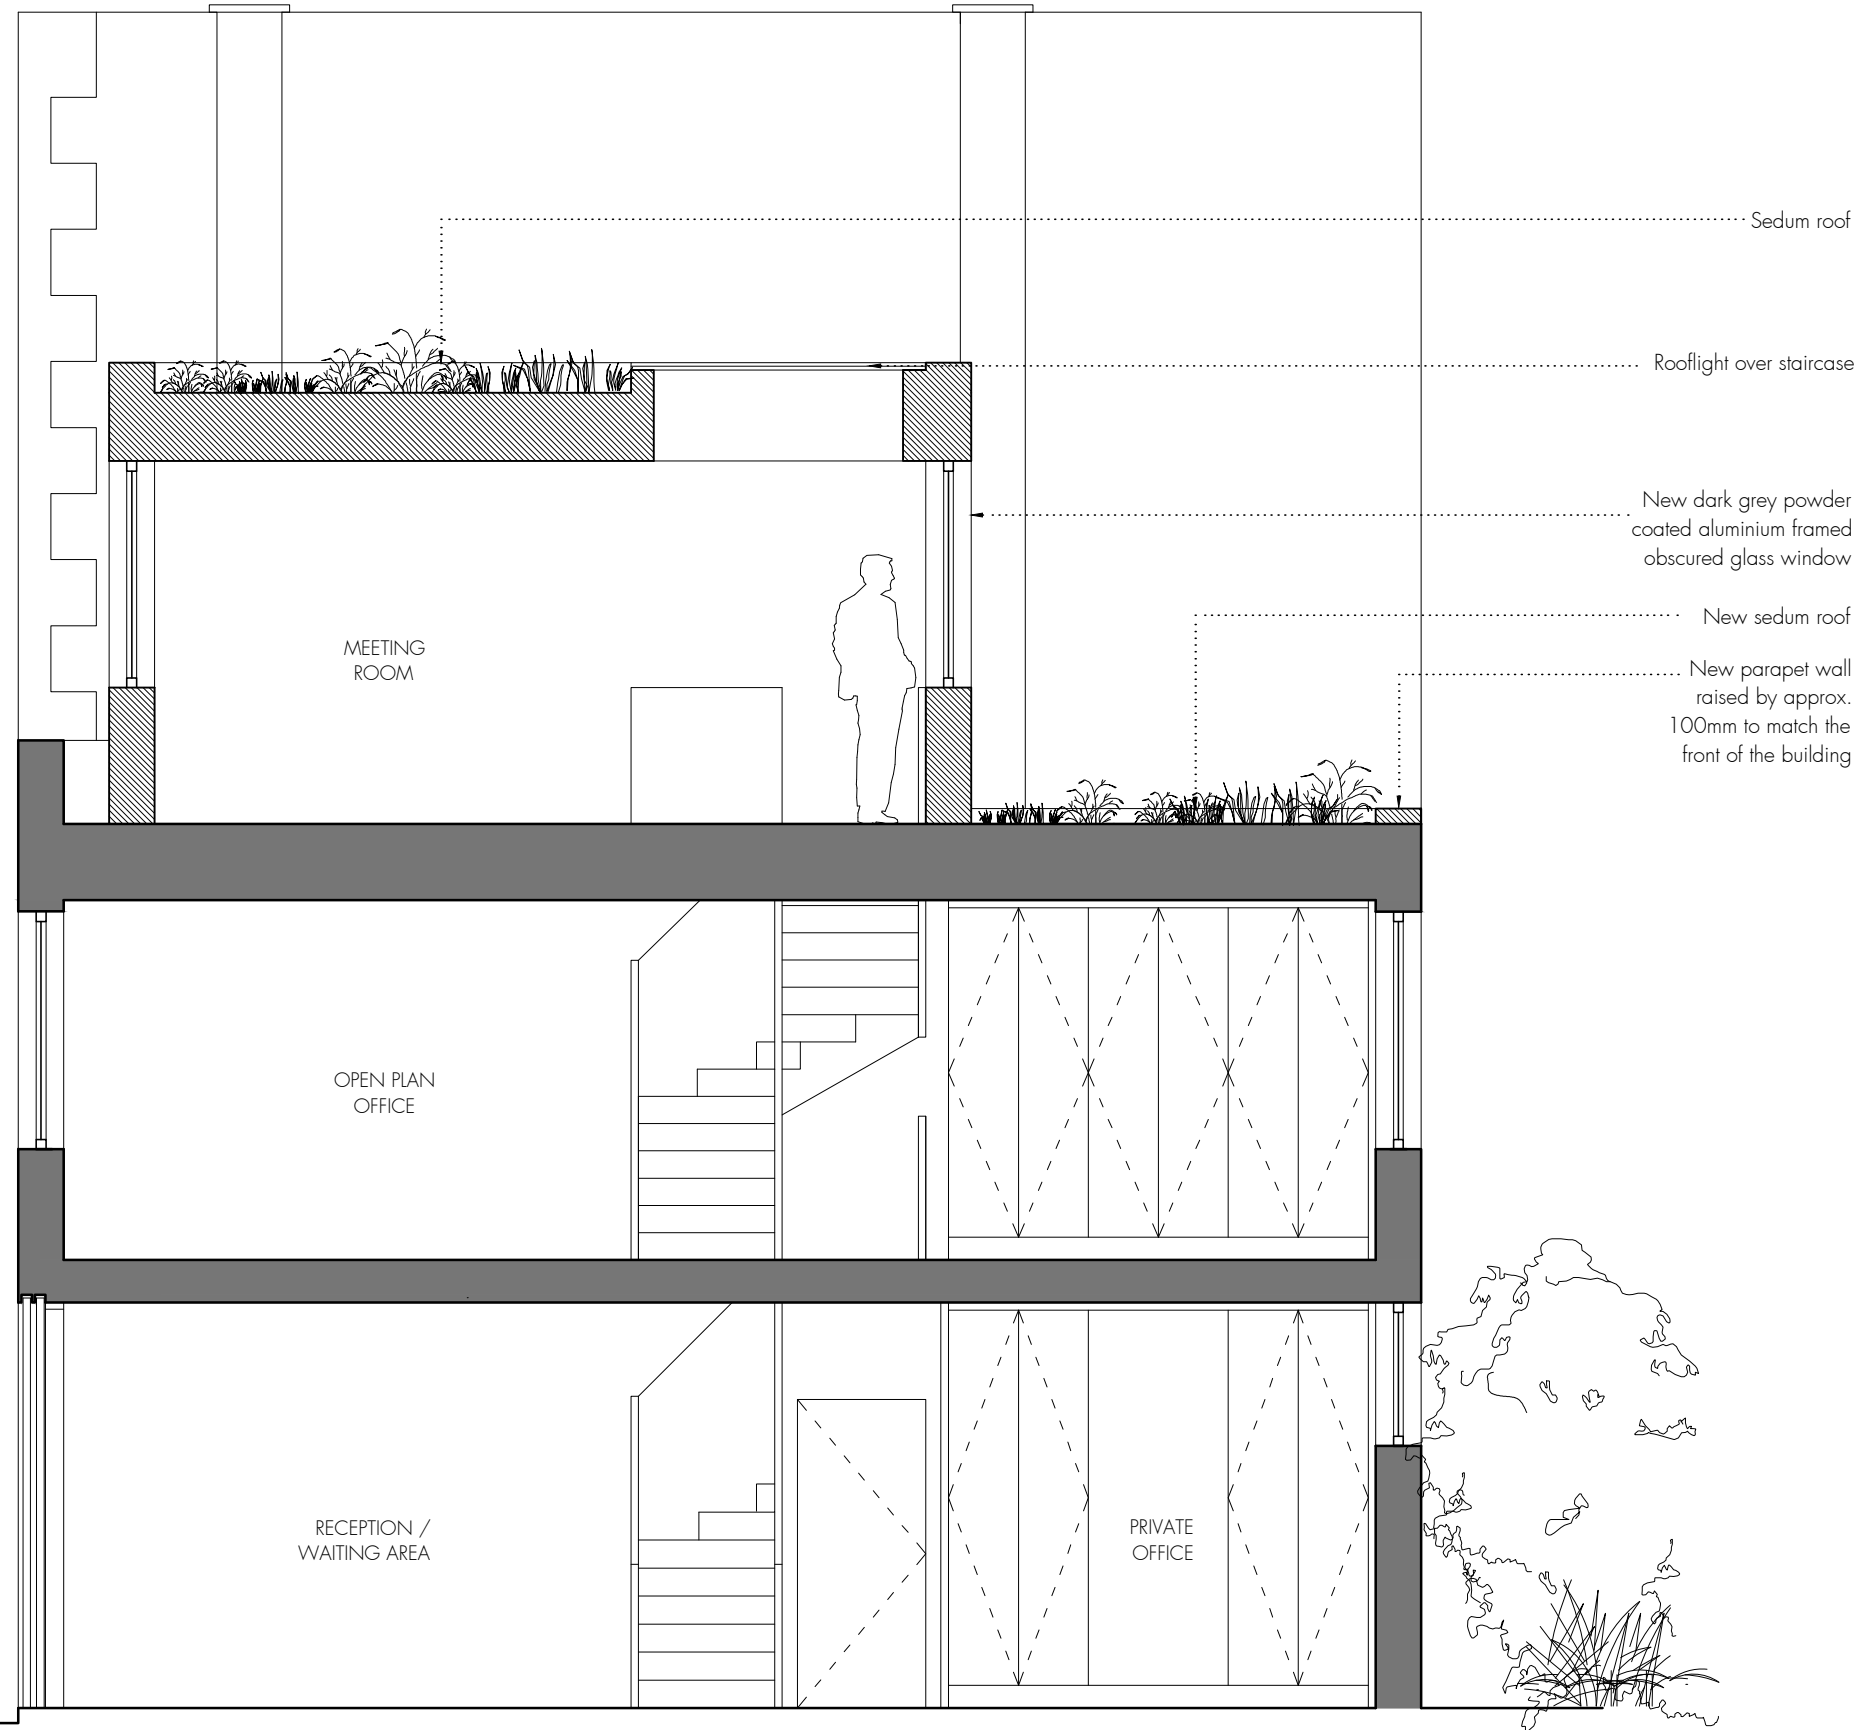 Sedum roof
Rooflight over staircase
New dark grey powder
coated aluminium framed
obscured glass window
New sedum roof
New parapet wall
raised by approx.
100mm to match the
front of the building
MEETING
ROOM
OPEN PLAN
OFFICE
RECEPTION /
WAITING AREA
PRIVATE
OFFICE